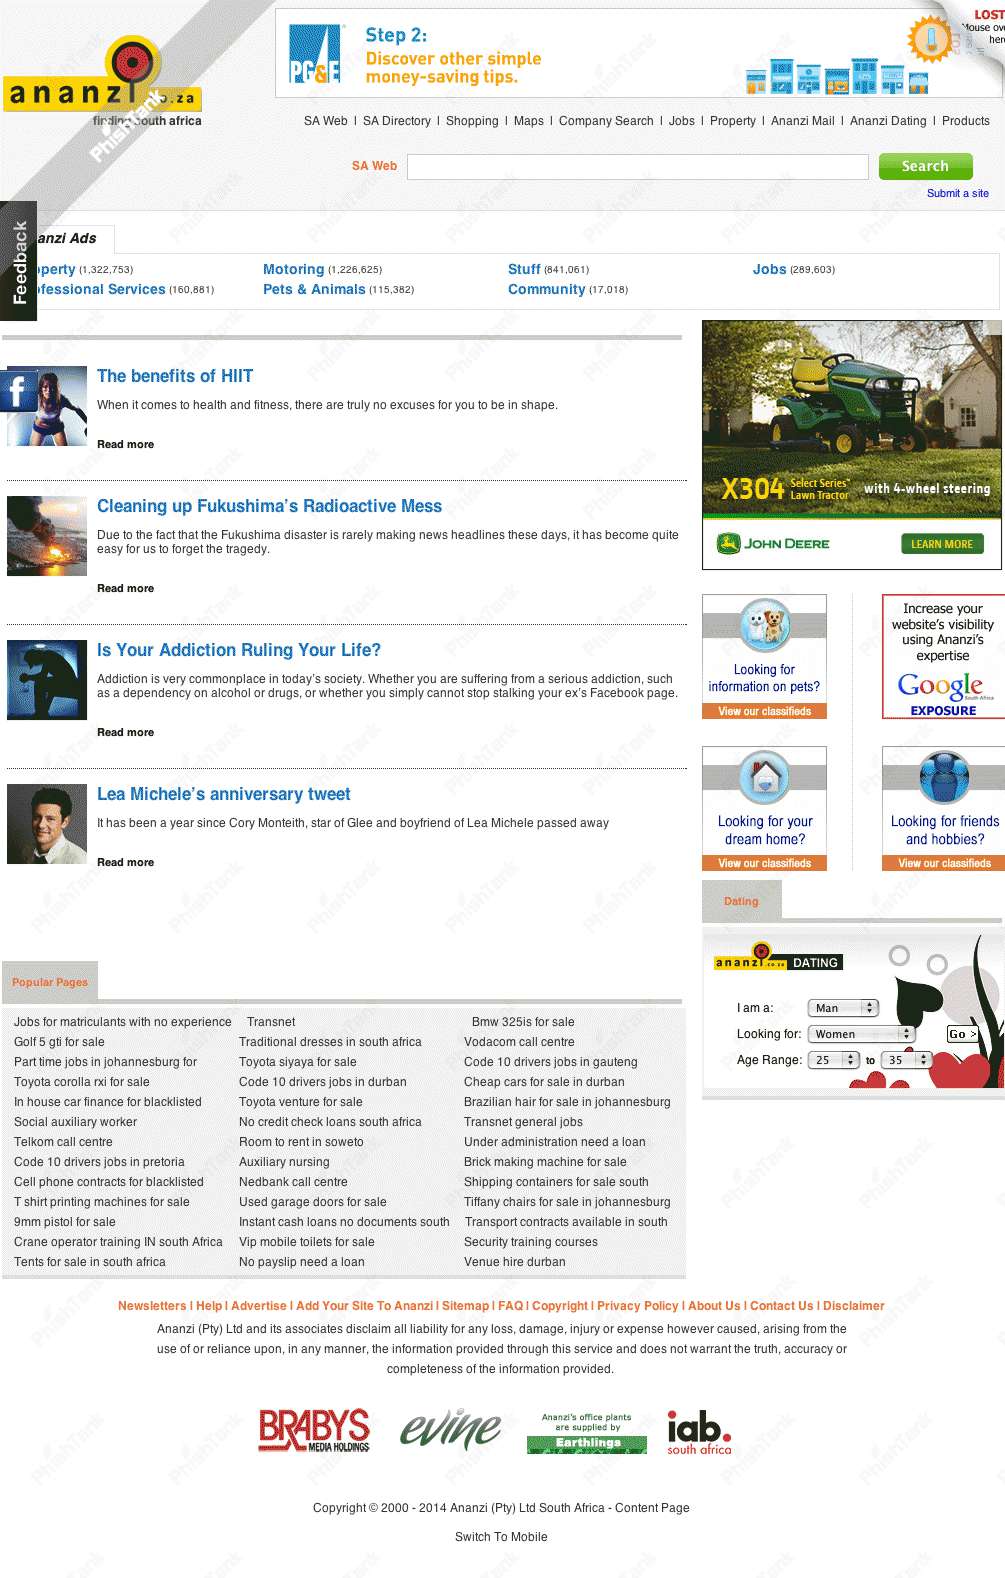 PG&E
Step 2:
Discover other simple
money-saving tips.
LOST
Mouse ov
her
ananzi
co.za
finding south africa
PhishTank
SA Web | SA Directory | Shopping | Maps | Company Search | Jobs | Property | Ananzi Mail | Ananzi Dating | Products
SA Web
Search
Submit a site
Feedback
anzi Ads
operty (1,322,753)
Motoring (1,226,625)
Stuff (841,061)
Jobs (289,603)
ofessional Services (160,881)
Pets & Animals (115,382)
Community (17,018)
The benefits of HIIT
When it comes to health and fitness, there are truly no excuses for you to be in shape.
Read more
Cleaning up Fukushima's Radioactive Mess
Due to the fact that the Fukushima disaster is rarely making news headlines these days, it has become quite
easy for us to forget the tragedy.
Read more
Is Your Addiction Ruling Your Life?
Addiction is very commonplace in today's society. Whether you are suffering from a serious addiction, such
as a dependency on alcohol or drugs, or whether you simply cannot stop stalking your ex's Facebook page.
Read more
Lea Michele's anniversary tweet
It has been a year since Cory Monteith, star of Glee and boyfriend of Lea Michele passed away
Read more
X304 Select Series™
Lawn Tractor
with 4-wheel steering
JOHN DEERE
LEARN MORE
Looking for
information on pets?
View our classifieds
Increase your
website's visibility
using Ananzi's
expertise
Google
South Africa
EXPOSURE
Looking for your
dream home?
View our classifieds
Looking for friends
and hobbies?
View our classifieds
Dating
ananzi co.za DATING
I am a: Man
Looking for: Women
Go >
Age Range: 25 to 35
Popular Pages
Jobs for matriculants with no experience
Transnet
Bmw 325is for sale
Golf 5 gti for sale
Traditional dresses in south africa
Vodacom call centre
Part time jobs in johannesburg for
Toyota siyaya for sale
Code 10 drivers jobs in gauteng
Toyota corolla rxi for sale
Code 10 drivers jobs in durban
Cheap cars for sale in durban
In house car finance for blacklisted
Toyota venture for sale
Brazilian hair for sale in johannesburg
Social auxiliary worker
No credit check loans south africa
Transnet general jobs
Telkom call centre
Room to rent in soweto
Under administration need a loan
Code 10 drivers jobs in pretoria
Auxiliary nursing
Brick making machine for sale
Cell phone contracts for blacklisted
Nedbank call centre
Shipping containers for sale south
T shirt printing machines for sale
Used garage doors for sale
Tiffany chairs for sale in johannesburg
9mm pistol for sale
Instant cash loans no documents south
Transport contracts available in south
Crane operator training IN south Africa
Vip mobile toilets for sale
Security training courses
Tents for sale in south africa
No payslip need a loan
Venue hire durban
Newsletters | Help | Advertise | Add Your Site To Ananzi | Sitemap | FAQ | Copyright | Privacy Policy | About Us | Contact Us | Disclaimer
Ananzi (Pty) Ltd and its associates disclaim all liability for any loss, damage, injury or expense however caused, arising from the
use of or reliance upon, in any manner, the information provided through this service and does not warrant the truth, accuracy or
completeness of the information provided.
BRABYS
MEDIA HOLDINGS
evine
Ananzi's office plants
are supplied by
Earthlings
iab.
south africa
Copyright © 2000 - 2014 Ananzi (Pty) Ltd South Africa - Content Page
Switch To Mobile